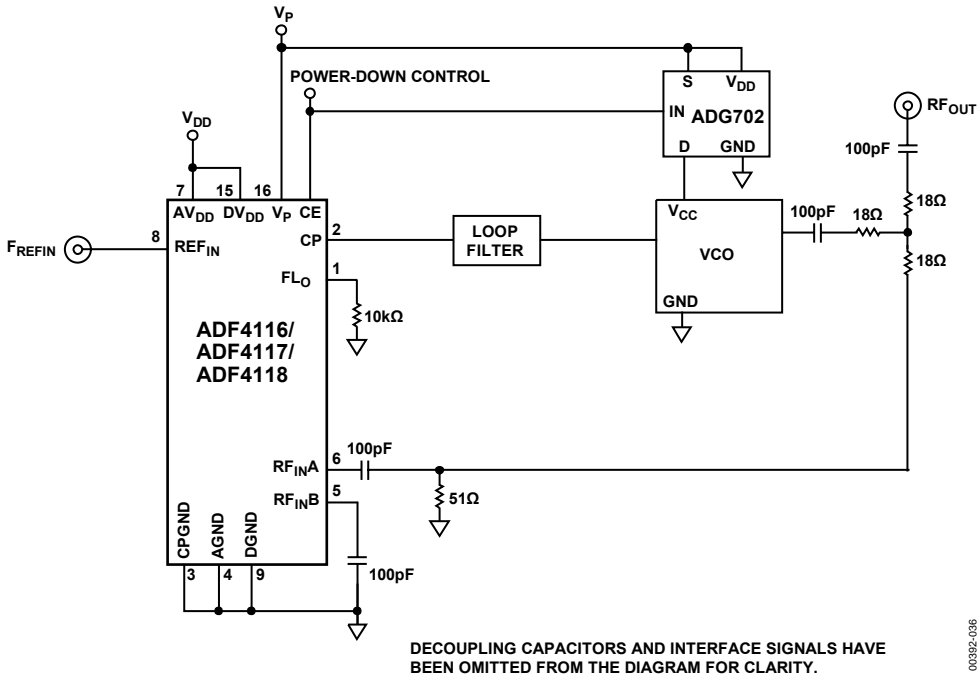 VP
POWER-DOWN CONTROL
S VDD
IN ADG702
D GND
RFOUT
100pF
18Ω
VDD
7 15 16
AVDD DVDD VP CE
FREFIN
8
REFIN
CP
2
LOOP
FILTER
VCC
VCO
GND
100pF
18Ω
18Ω
FLO
1
10kΩ
ADF4116/
ADF4117/
ADF4118
RFINA
6
100pF
51Ω
RFINB
5
100pF
CPGND
AGND
DGND
3 4 9
DECOUPLING CAPACITORS AND INTERFACE SIGNALS HAVE
BEEN OMITTED FROM THE DIAGRAM FOR CLARITY.
00392-036